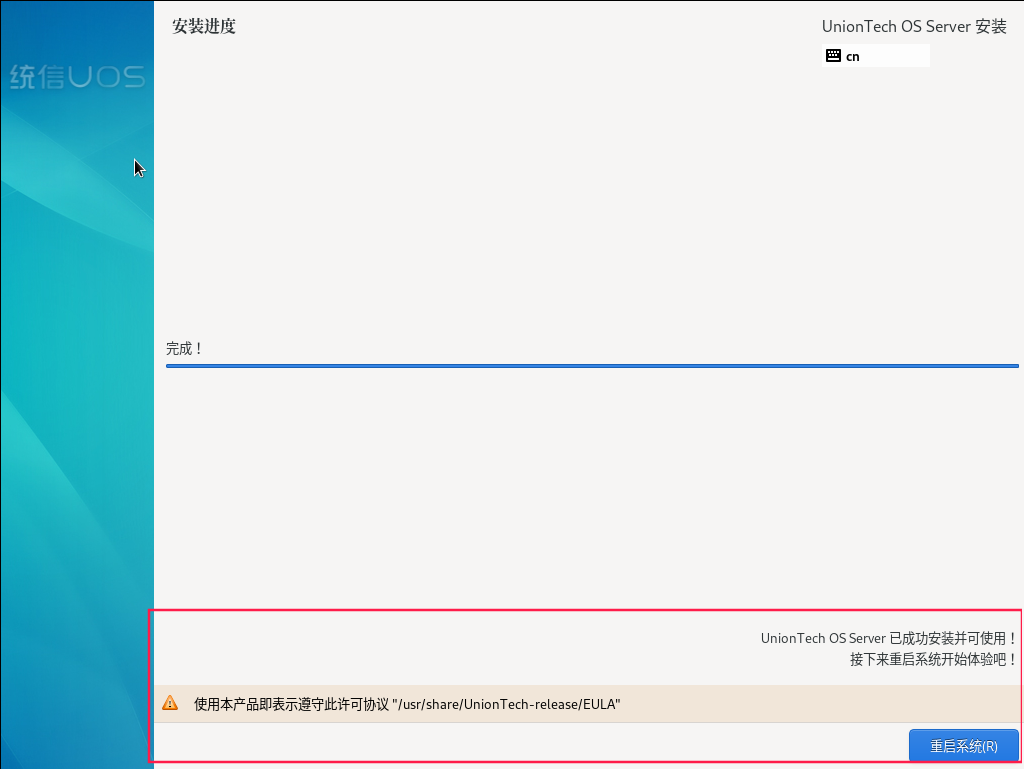 统信UOS
安装进度
UnionTech OS Server 安装
cn
完成！
UnionTech OS Server 已成功安装并可使用！
接下来重启系统开始体验吧！
使用本产品即表示遵守此许可协议 "/usr/share/UnionTech-release/EULA"
重启系统(R)